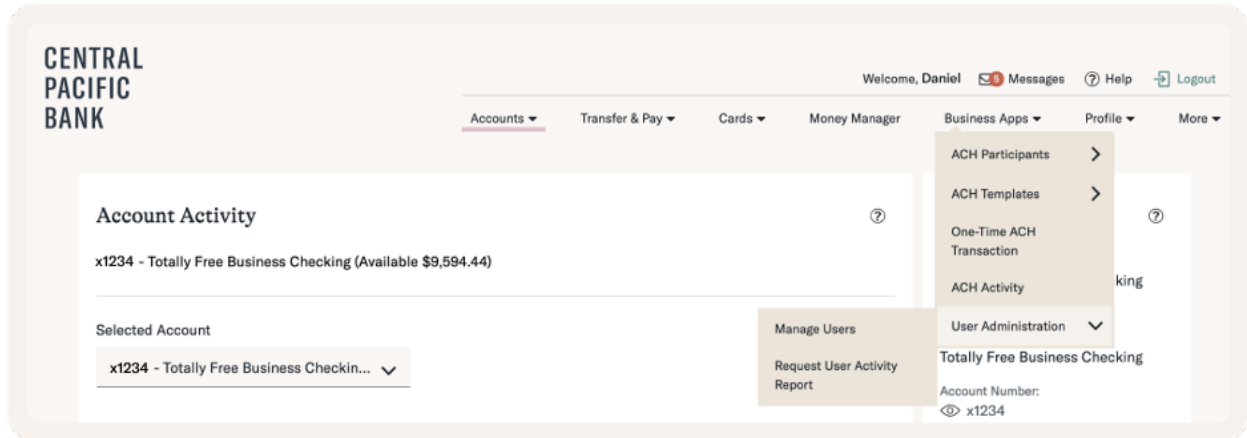 CENTRAL
PACIFIC
BANK
Welcome, Daniel 5 Messages ? Help Logout
Accounts Transfer & Pay Cards Money Manager Business Apps Profile More
ACH Participants
ACH Templates
One-Time ACH
Transaction
ACH Activity
User Administration
Manage Users
Request User Activity
Report
Account Activity ?
x1234 - Totally Free Business Checking (Available $9,594.44)
Selected Account
x1234 - Totally Free Business Checkin...
?
king
Totally Free Business Checking
Account Number:
x1234